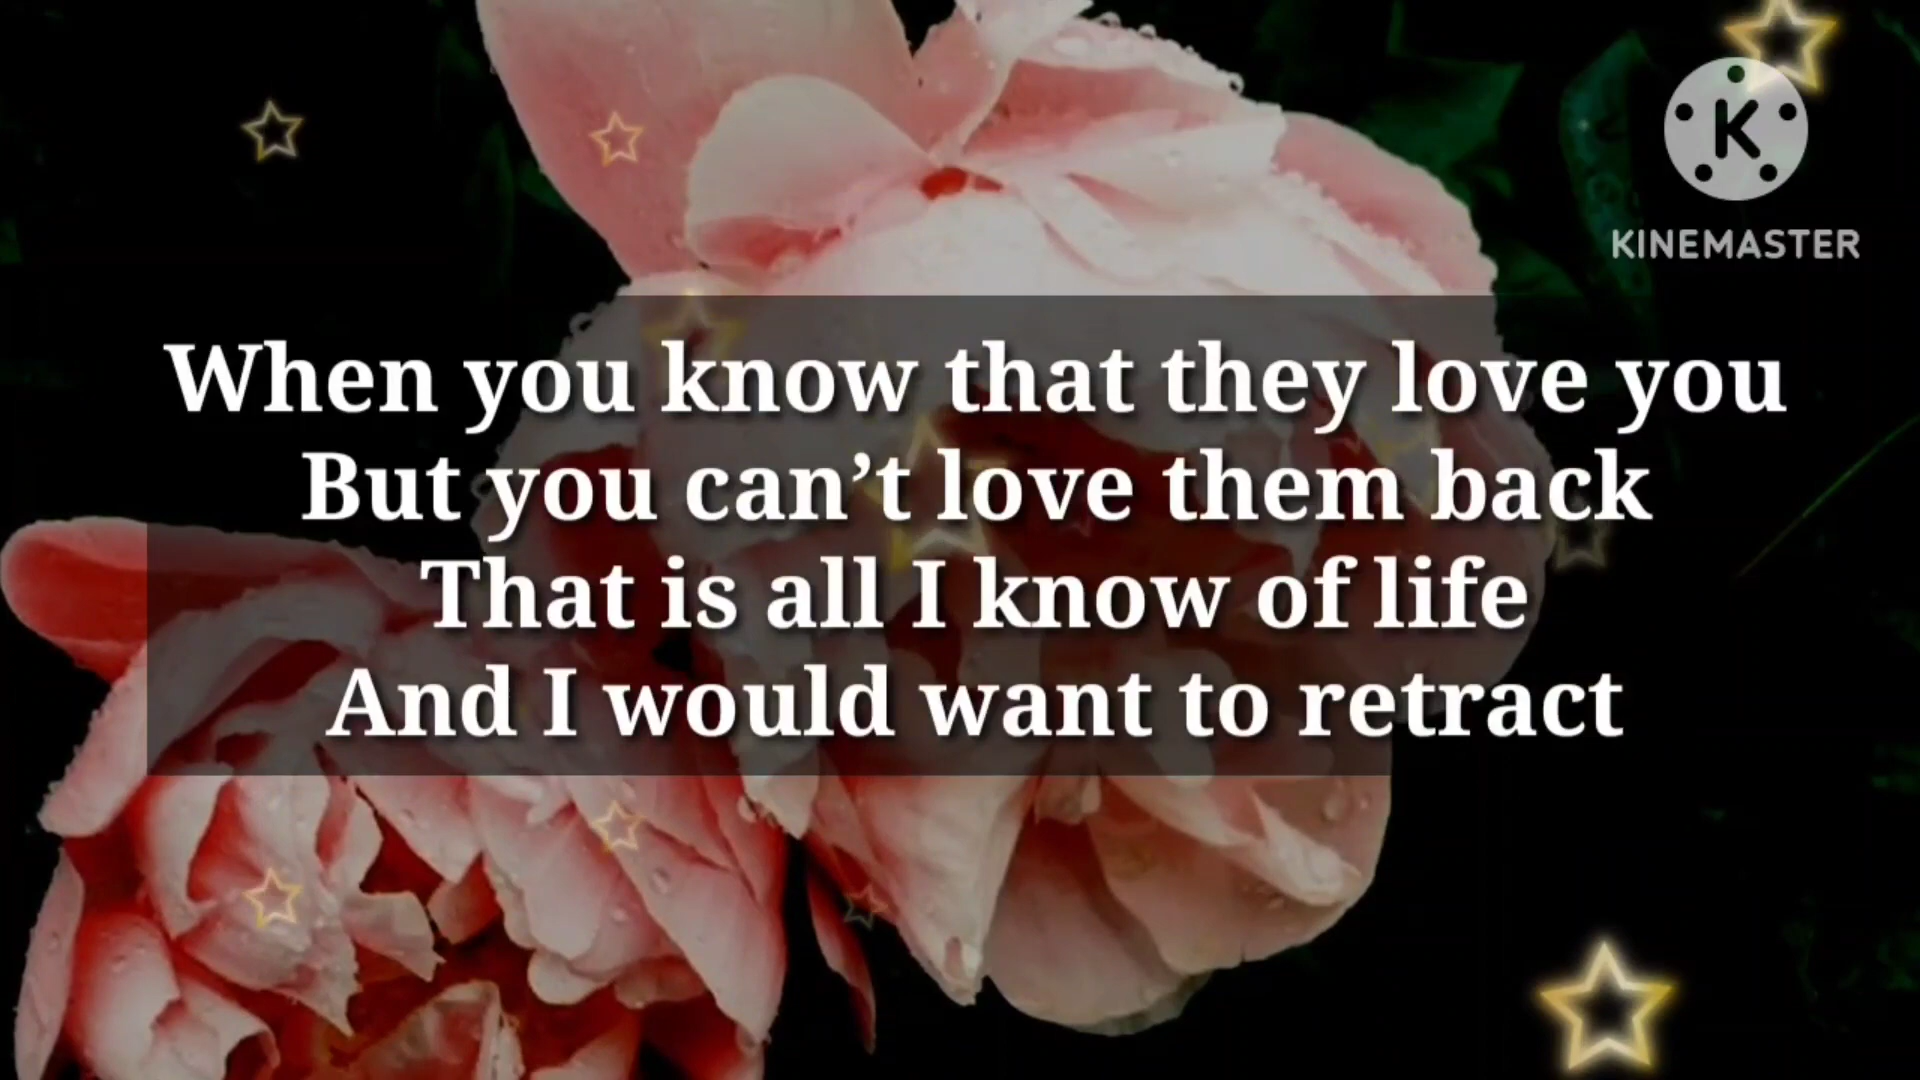 K
KINEMASTER
When you know that they love you
But you can’t love them back
That is all I know of life
And I would want to retract